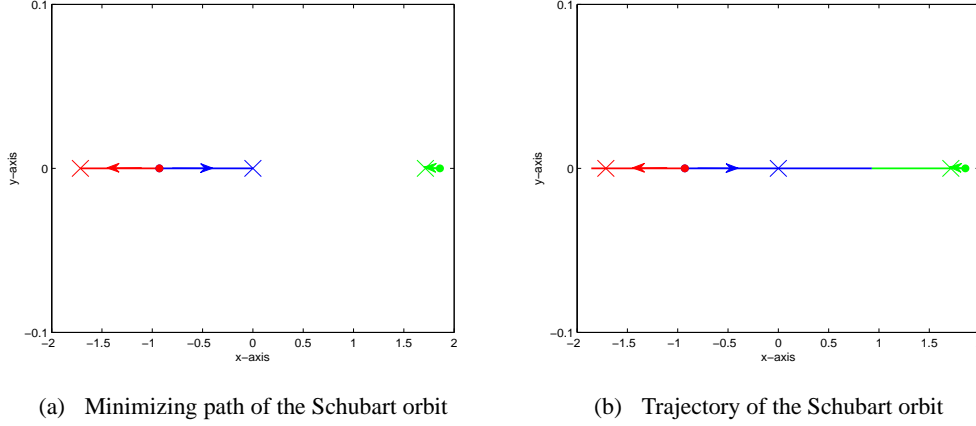 0.1
0
−0.1
y−axis
−2 −1.5 −1 −0.5 0 0.5 1 1.5 2
x−axis
(a) Minimizing path of the Schubart orbit
0.1
0
−0.1
y−axis
−2 −1.5 −1 −0.5 0 0.5 1 1.5
x−axis
(b) Trajectory of the Schubart orbit